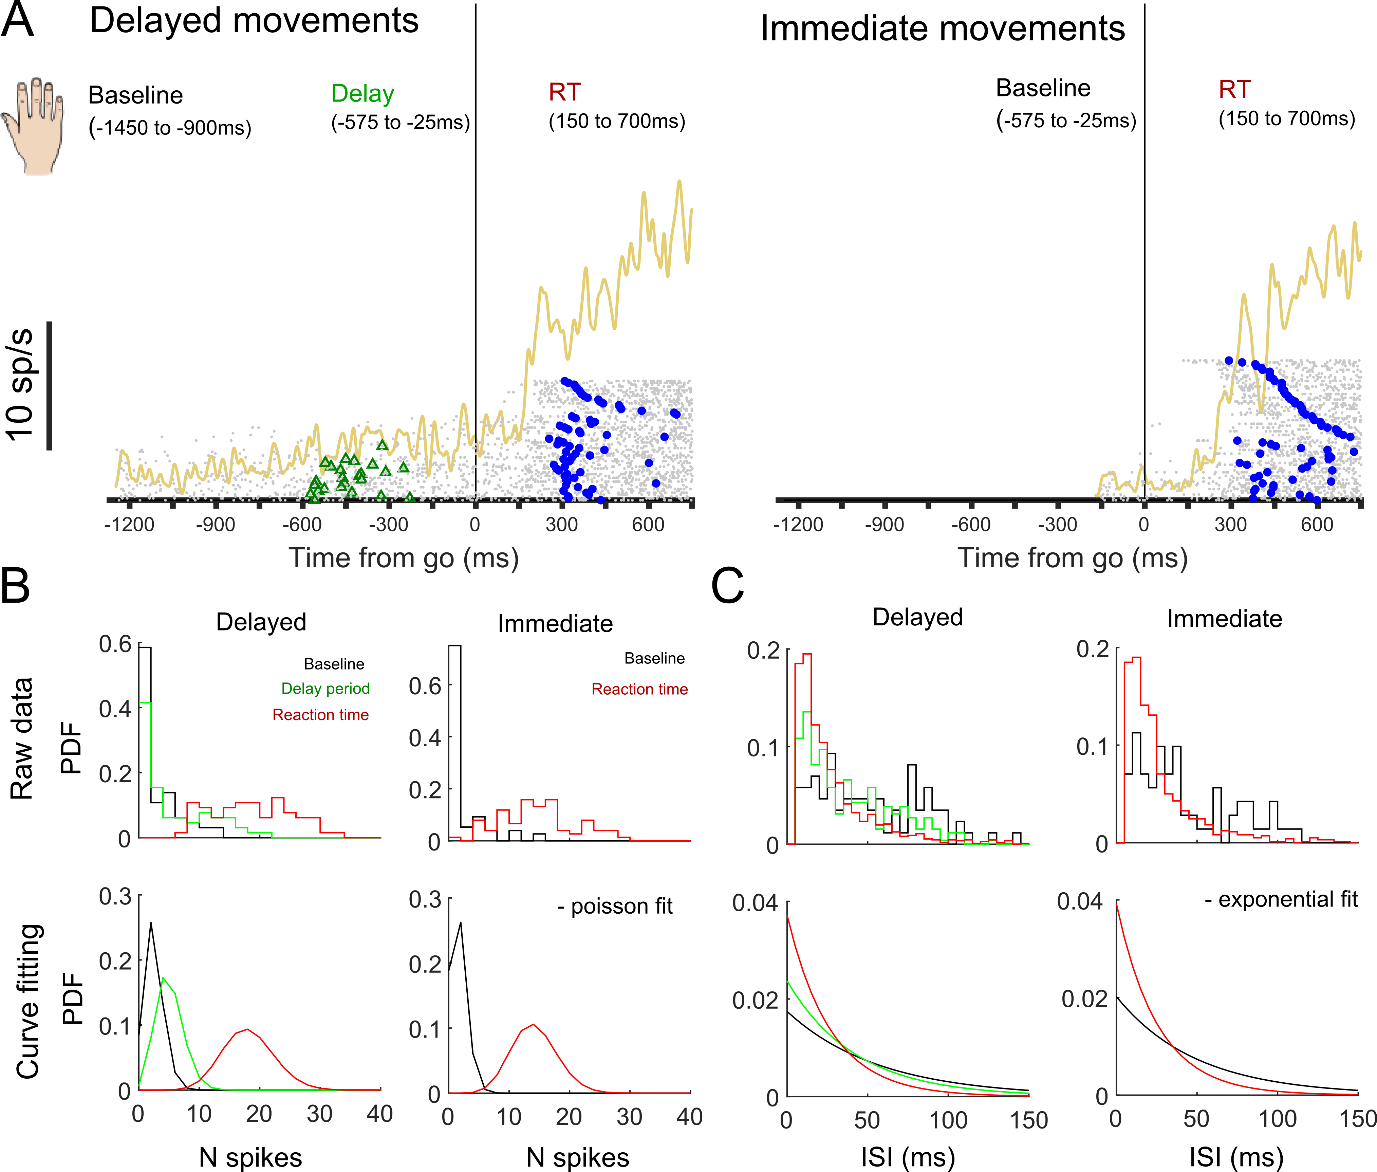 A
Delayed movements
Immediate movements
Baseline
(-1450 to -900ms)
Delay
(-575 to -25ms)
RT
(150 to 700ms)
Baseline
(-575 to -25ms)
RT
(150 to 700ms)
10 sp/s
-1200 -900 -600 -300 0 300 600
-1200 -900 -600 -300 0 300 600
Time from go (ms)
Time from go (ms)
B
Delayed
Immediate
Raw data
PDF
0.6
0.4
0.2
0
Baseline
Delay period
Reaction time
0.6
0.4
0.2
0
Baseline
Reaction time
Curve fitting
PDF
0.3
0.2
0.1
0
0 10 20 30 40
N spikes
0.3
0.2
0.1
0
- poisson fit
0 10 20 30 40
N spikes
C
Delayed
Immediate
0.2
0.1
0
0.2
0.1
0
0.04
0.02
0
0 50 100 150
ISI (ms)
0.04
0.02
0
- exponential fit
0 50 100 150
ISI (ms)